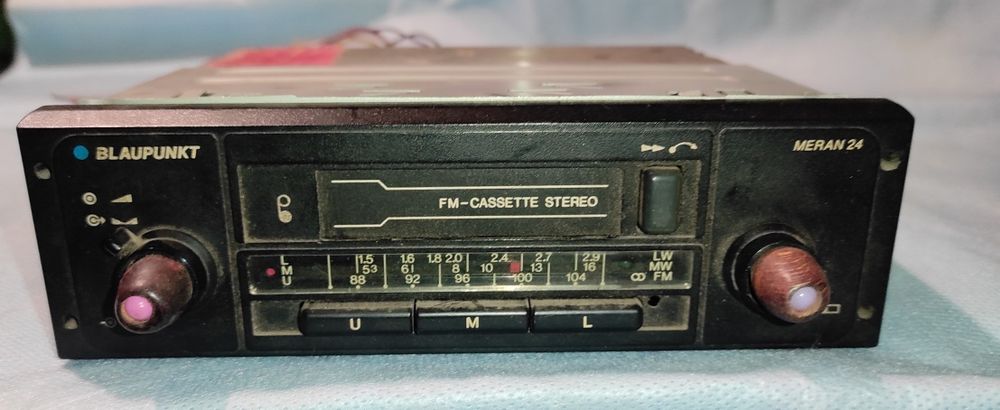 BLAUPUNKT
MERAN 24
FM-CASSETTE STEREO
L 1.5 1.6 1.8 2.0 2.4 2.7 2.9 LW
M 53 61 8 10 13 16 MW
U 88 92 96 100 104 FM
U M L